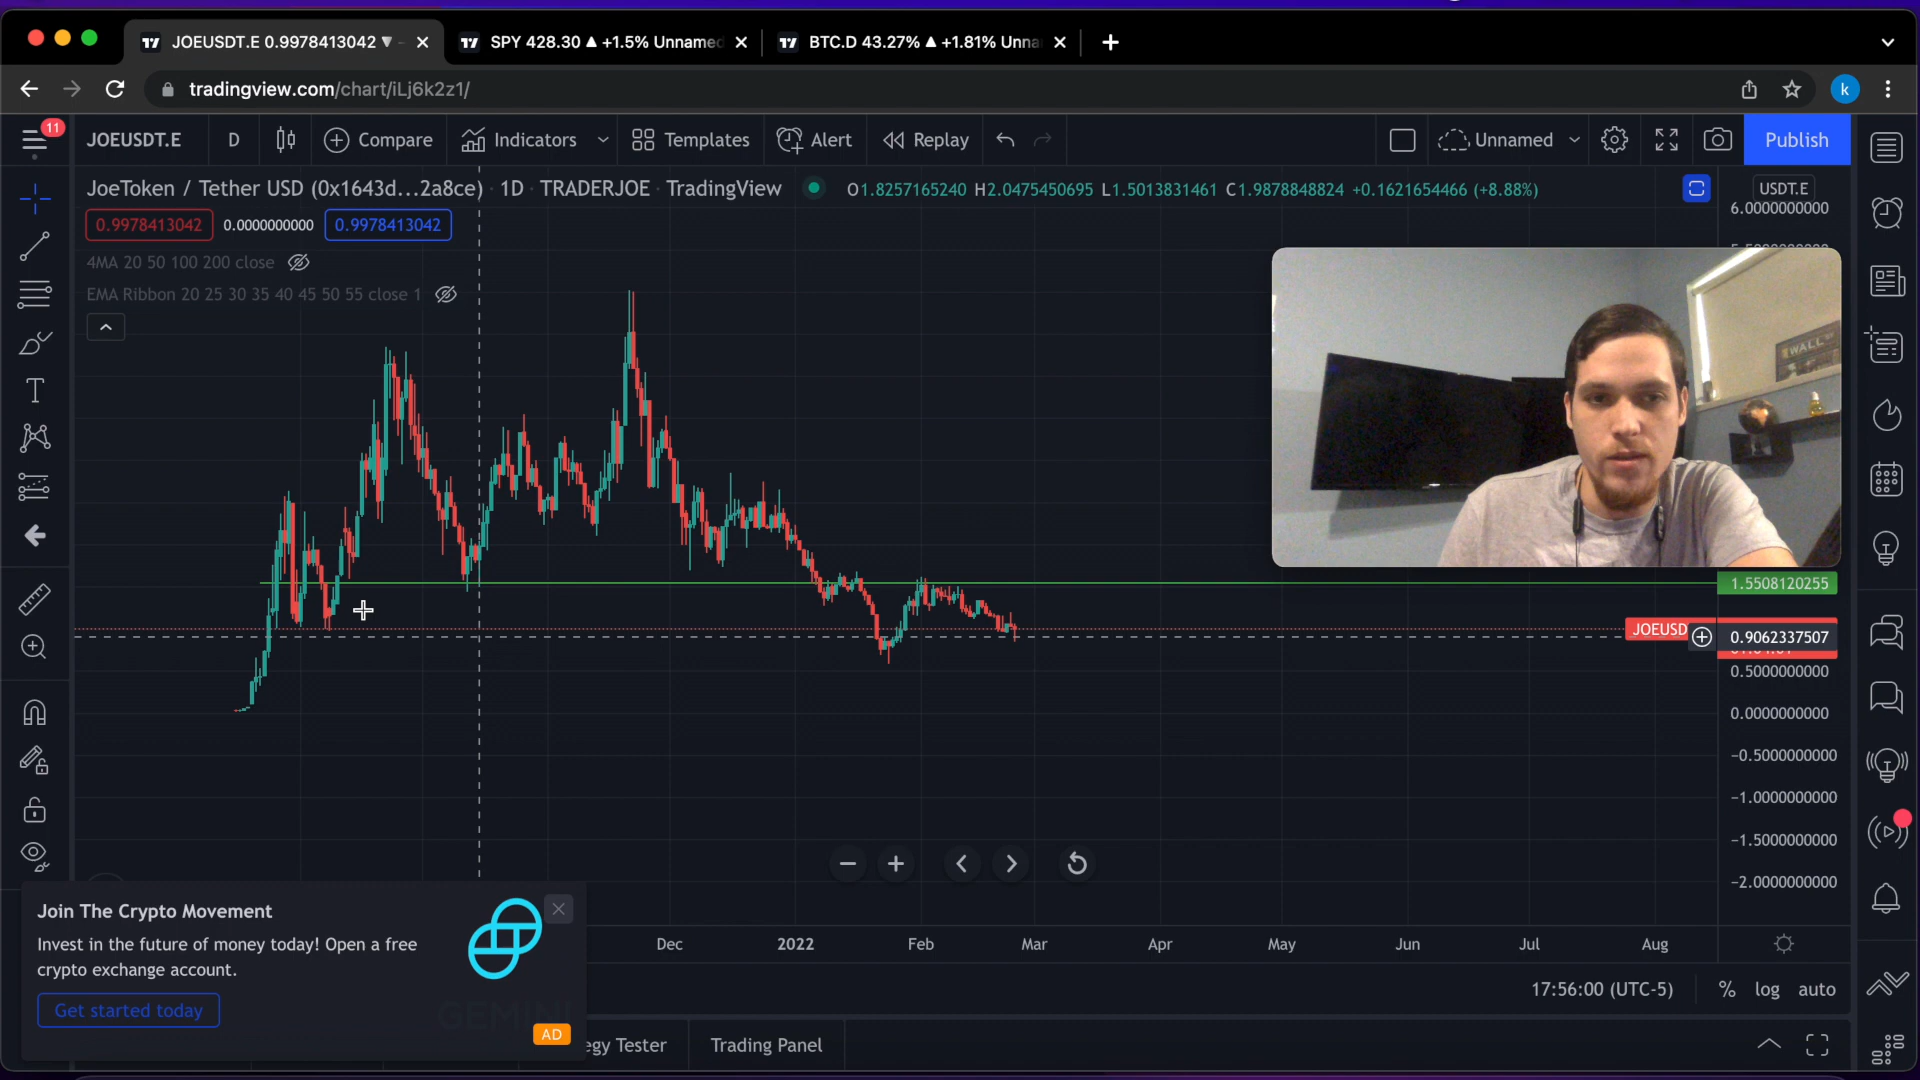 JOEUSDT.E 0.9978413042 ▼ -
SPY 428.30 ▲ +1.5% Unnamed
BTC.D 43.27% ▲ +1.81% Unna
tradingview.com/chart/iLj6k2z1/
k
11
JOEUSDT.E
D
Compare
Indicators
Templates
Alert
Replay
Unnamed
Publish
JoeToken / Tether USD (0x1643d...2a8ce) · 1D · TRADERJOE · TradingView
O1.8257165240 H2.0475450695 L1.5013831461 C1.9878848824 +0.1621654466 (+8.88%)
USDT.E
6.0000000000
0.9978413042
0.0000000000
0.9978413042
4MA 20 50 100 200 close
EMA Ribbon 20 25 30 35 40 45 50 55 close 1
WALL
1.5508120255
JOEUSD
0.9062337507
0.5000000000
0.0000000000
−0.5000000000
−1.0000000000
−1.5000000000
−2.0000000000
Join The Crypto Movement
Invest in the future of money today! Open a free
crypto exchange account.
Get started today
GEMINI
AD
Dec
2022
Feb
Mar
Apr
May
Jun
Jul
Aug
17:56:00 (UTC-5)
%
log
auto
egy Tester
Trading Panel